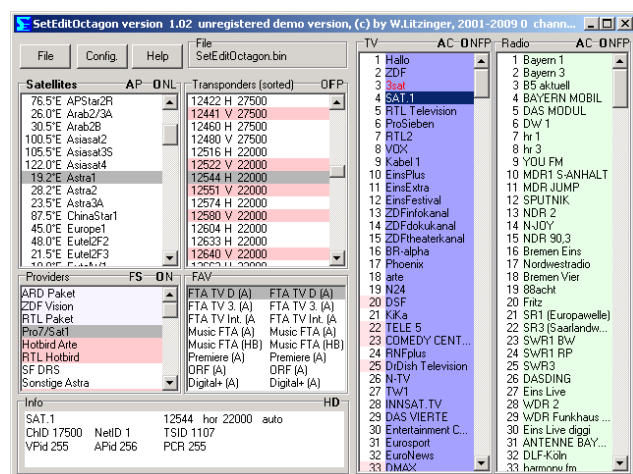 SetEditOctagon version 1.02 unregistered demo version, (c) by W.Litzinger, 2001-2009 0 chann...
File Config. Help
File
SetEditOctagon.bin
Satellites AP ONL
76.5°E APStar2R
26.0°E Arab2/3A
30.5°E Arab2B
100.5°E Asiasat2
105.5°E Asiasat3S
122.0°E Asiasat4
19.2°E Astra1
28.2°E Astra2
23.5°E Astra3A
87.5°E ChinaStar1
45.0°E Europe1
48.0°E Eutel2F2
21.5°E Eutel2F3
Transponders (sorted) OFP
12422 H 27500
12441 V 27500
12460 H 27500
12480 V 27500
12516 H 22000
12522 V 22000
12544 H 22000
12551 V 22000
12574 H 22000
12580 V 22000
12604 H 22000
12633 H 22000
12640 V 22000
Providers FS ON
ARD Paket
ZDF Vision
RTL Paket
Pro7/Sat1
Hotbird Arte
RTL Hotbird
SF DRS
Sonstige Astra
FAV
FTA TV D (A) FTA TV D (A)
FTA TV 3. (A) FTA TV 3. (A)
FTA TV Int. (A FTA TV Int. (A
Music FTA (A) Music FTA (A)
Music FTA (HB) Music FTA (HB)
Premiere (A) Premiere (A)
ORF (A) ORF (A)
Digital+ (A) Digital+ (A)
Info HD
SAT.1 12544 hor 22000 auto
ChID 17500 NetID 1 TSID 1107
VPid 255 APid 256 PCR 255
TV AC ONFP
1 Hallo
2 ZDF
3 3sat
4 SAT.1
5 RTL Television
6 ProSieben
7 RTL2
8 VOX
9 Kabel 1
10 EinsPlus
11 EinsExtra
12 EinsFestival
13 ZDFinfokanal
14 ZDFdokukanal
15 ZDFtheaterkanal
16 BR-alpha
17 Phoenix
18 arte
19 N24
20 DSF
21 KiKa
22 TELE 5
23 COMEDY CENT...
24 RNFplus
25 DrDish Television
26 N-TV
27 TW1
28 INNSAT.TV
29 DAS VIERTE
30 Entertainment C...
31 Eurosport
32 EuroNews
33 DMAX
Radio AC ONFP
1 Bayern 1
2 Bayern 3
3 B5 aktuell
4 BAYERN MOBIL
5 DAS MODUL
6 DW 1
7 hr 1
8 hr 3
9 YOU FM
10 MDR1 S-ANHALT
11 MDR JUMP
12 SPUTNIK
13 NDR 2
14 N-JOY
15 NDR 90,3
16 Bremen Eins
17 Nordwestradio
18 Bremen Vier
19 88acht
20 Fritz
21 SR1 (Europawelle)
22 SR3 (Saarlandw...
23 SWR1 BW
24 SWR1 RP
25 SWR3
26 DASDING
27 Eins Live
28 WDR 2
29 WDR Funkhaus ...
30 Eins Live diggi
31 ANTENNE BAY...
32 DLF-Köln
33 harmony fm